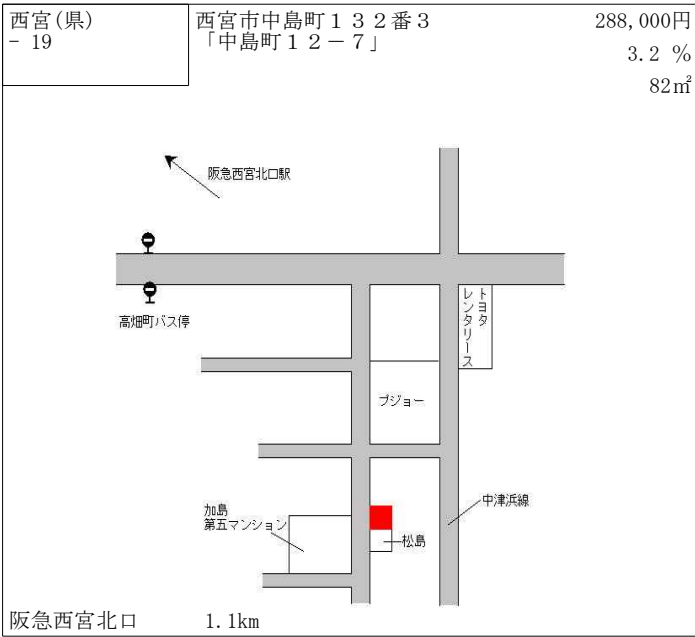 西宮(県)
- 19
西宮市中島町１３２番３
「中島町１２－７」
288,000円
3.2 %
82㎡
阪急西宮北口駅
高畑町バス停
トヨタ
レンタリース
プジョー
加島
第五マンション
松島
中津浜線
阪急西宮北口 1.1km